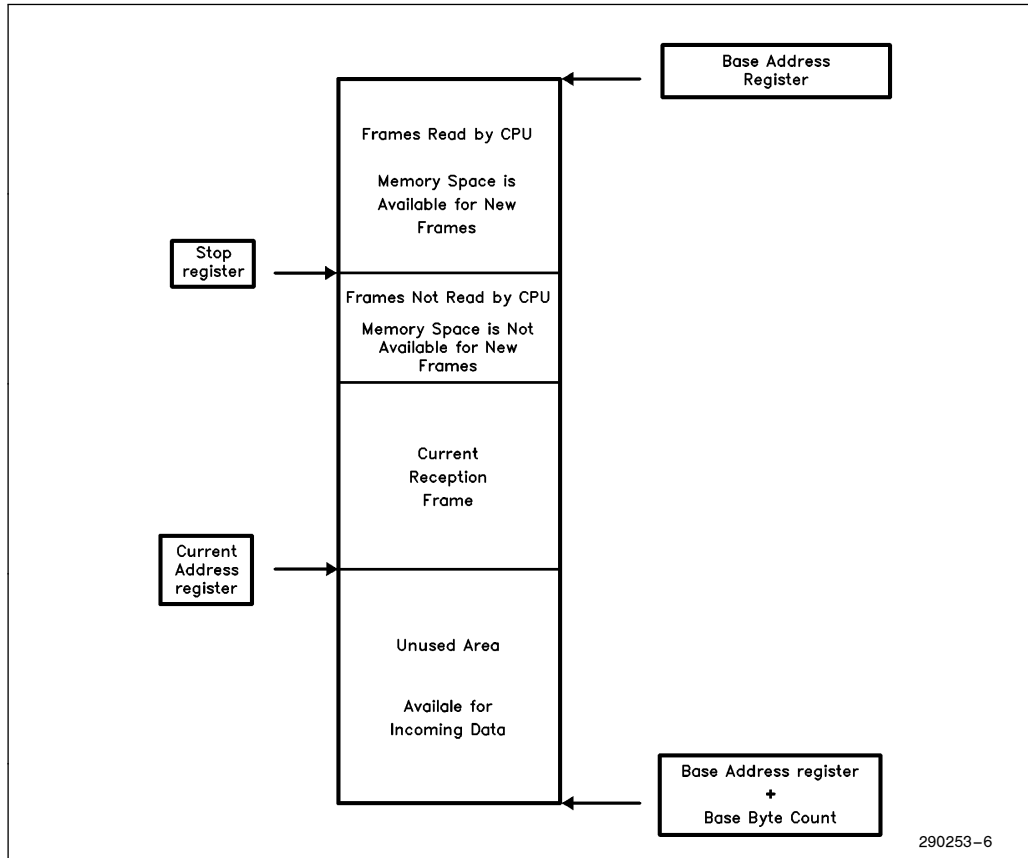 Base Address
Register
Frames Read by CPU
Memory Space is
Available for New
Frames
Stop
register
Frames Not Read by CPU
Memory Space is Not
Available for New
Frames
Current
Reception
Frame
Current
Address
register
Unused Area
Availale for
Incoming Data
Base Address register
+
Base Byte Count
290253–6